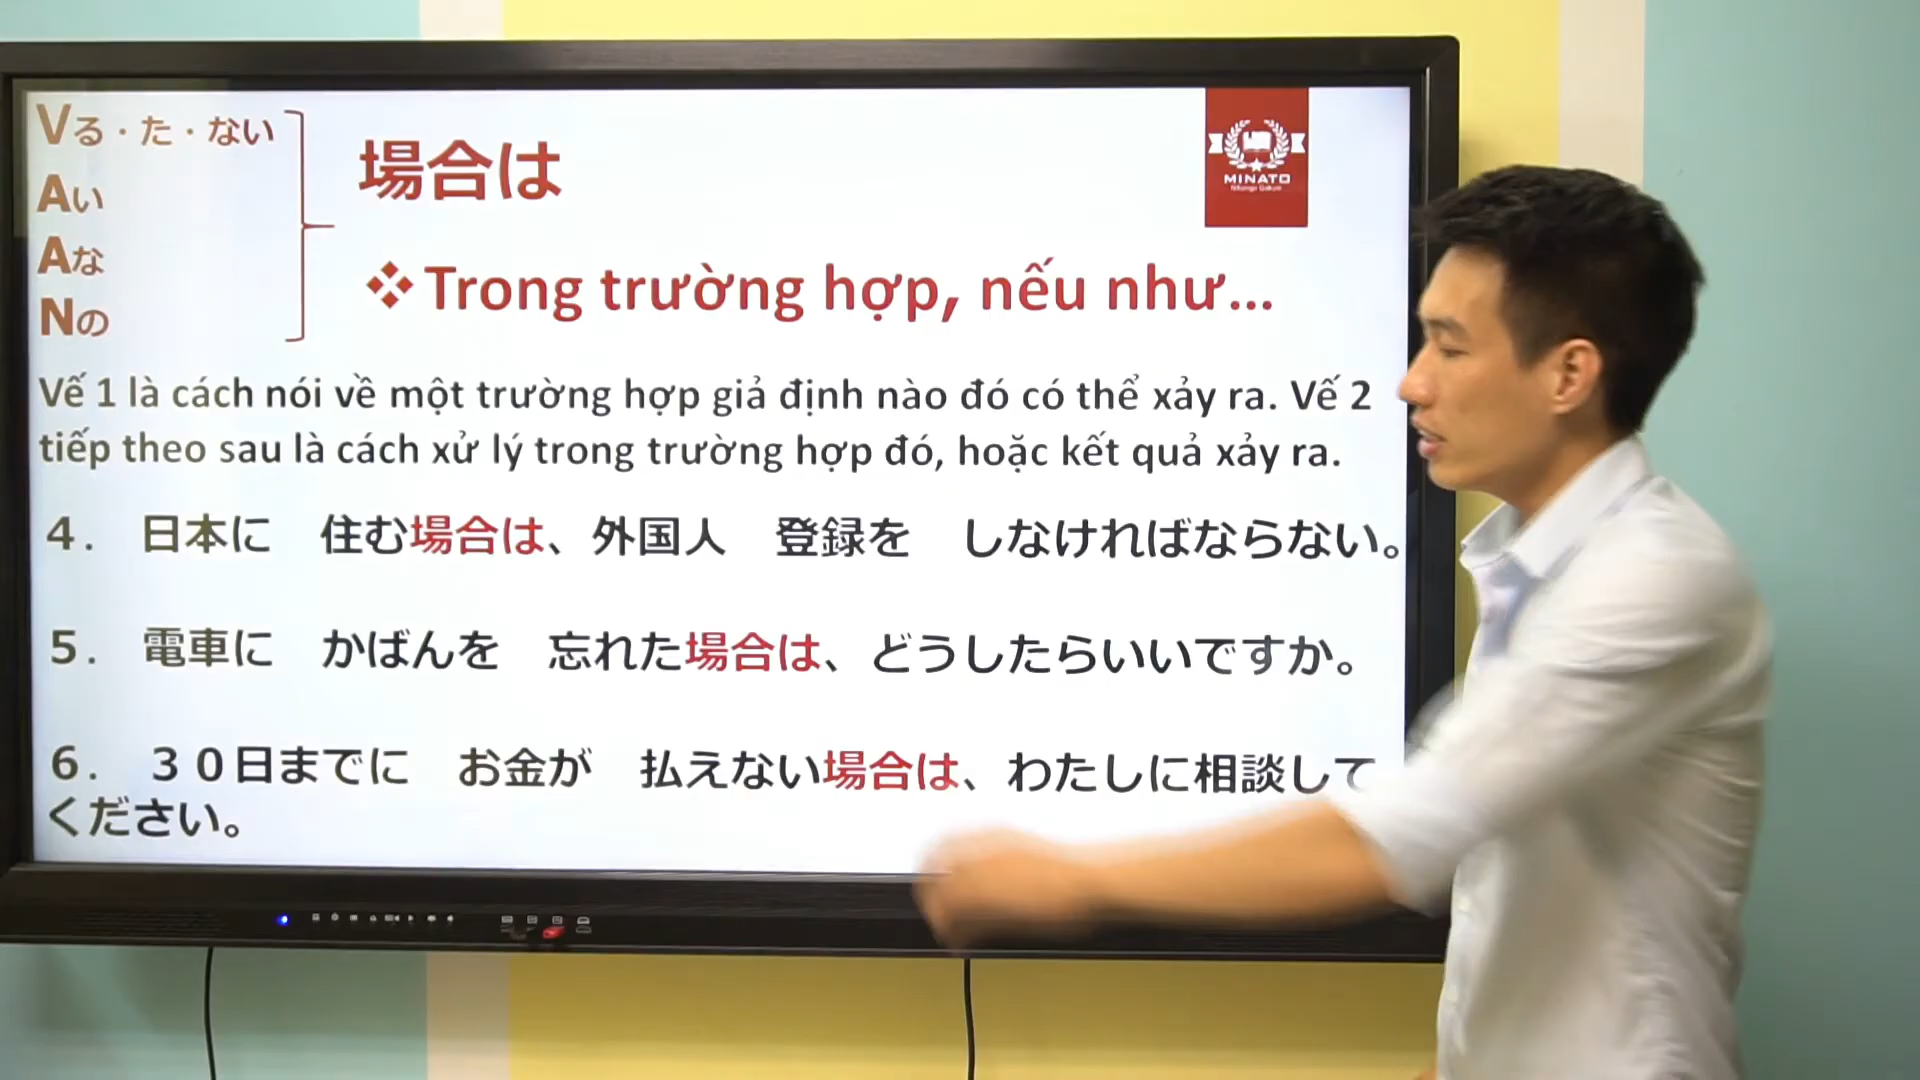 Vる・た・ない
Aい
Aな
Nの
場合は
MINATO
Nihongo Gakuin
❖Trong trường hợp, nếu như...
Vế 1 là cách nói về một trường hợp giả định nào đó có thể xảy ra. Vế 2
tiếp theo sau là cách xử lý trong trường hợp đó, hoặc kết quả xảy ra.
４．　日本に　住む場合は、外国人　登録を　しなければならない。
５．　電車に　かばんを　忘れた場合は、どうしたらいいですか。
６．　３０日までに　お金が　払えない場合は、わたしに相談して
ください。